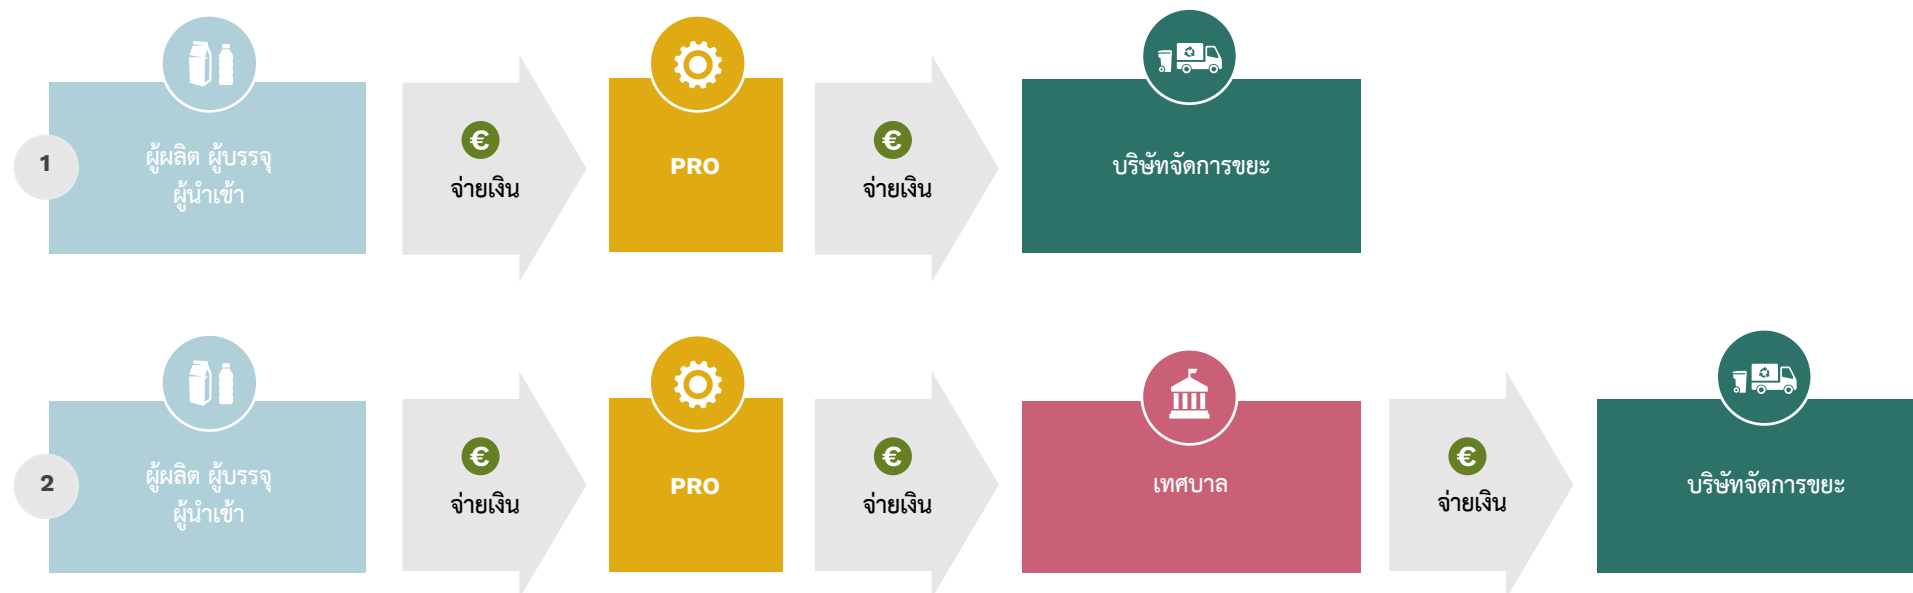 1
ผู้ผลิต ผู้บรรจุ
ผู้นำเข้า
€
จ่ายเงิน
PRO
€
จ่ายเงิน
บริษัทจัดการขยะ
2
ผู้ผลิต ผู้บรรจุ
ผู้นำเข้า
€
จ่ายเงิน
PRO
€
จ่ายเงิน
เทศบาล
€
จ่ายเงิน
บริษัทจัดการขยะ